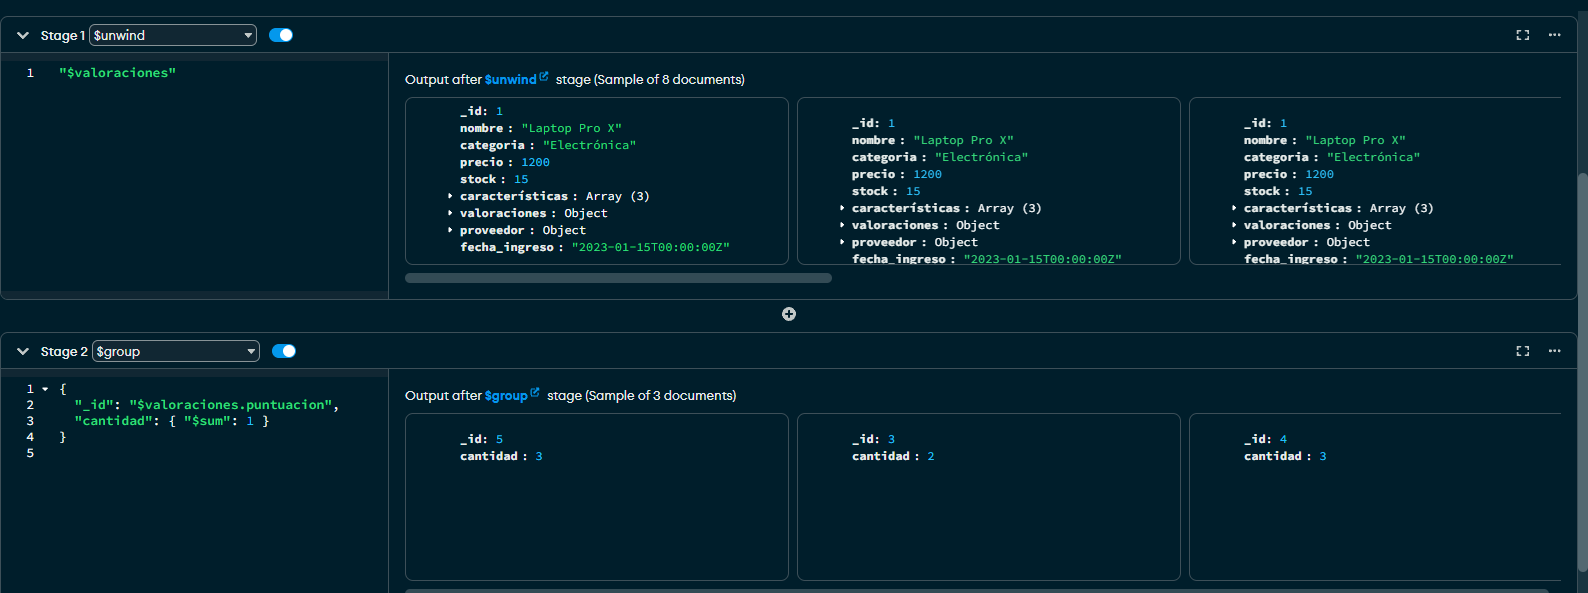 Stage 1 $unwind
1 "$valoraciones"
Output after $unwind stage (Sample of 8 documents)
_id: 1
nombre : "Laptop Pro X"
categoria : "Electrónica"
precio : 1200
stock : 15
características : Array (3)
valoraciones : Object
proveedor : Object
fecha_ingreso : "2023-01-15T00:00:00Z"
_id: 1
nombre : "Laptop Pro X"
categoria : "Electrónica"
precio : 1200
stock : 15
características : Array (3)
valoraciones : Object
proveedor : Object
fecha_ingreso : "2023-01-15T00:00:00Z"
_id: 1
nombre : "Laptop Pro X"
categoria : "Electrónica"
precio : 1200
stock : 15
características : Array (3)
valoraciones : Object
proveedor : Object
fecha_ingreso : "2023-01-15T00:00:00Z"
Stage 2 $group
1 {
2 "_id": "$valoraciones.puntuacion",
3 "cantidad": { "$sum": 1 }
4 }
5
Output after $group stage (Sample of 3 documents)
_id: 5
cantidad : 3
_id: 3
cantidad : 2
_id: 4
cantidad : 3